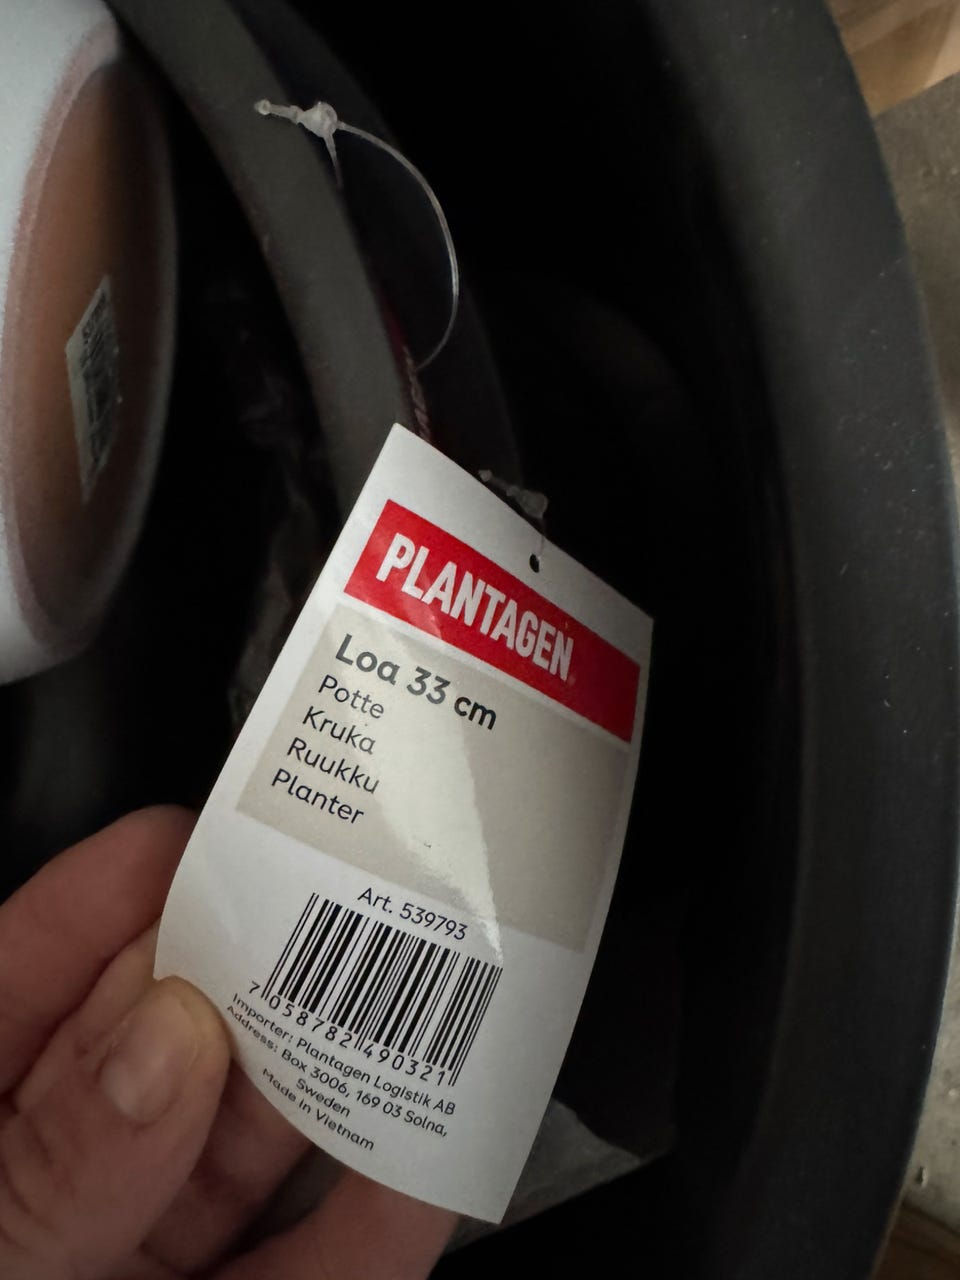 PLANTAGEN
Loa 33 cm
Potte
Kruka
Ruukku
Planter
Art. 539793
7 058782 490321
Importer: Plantagen Logistik AB
Address: Box 3006, 169 03 Solna,
Sweden
Made in Vietnam